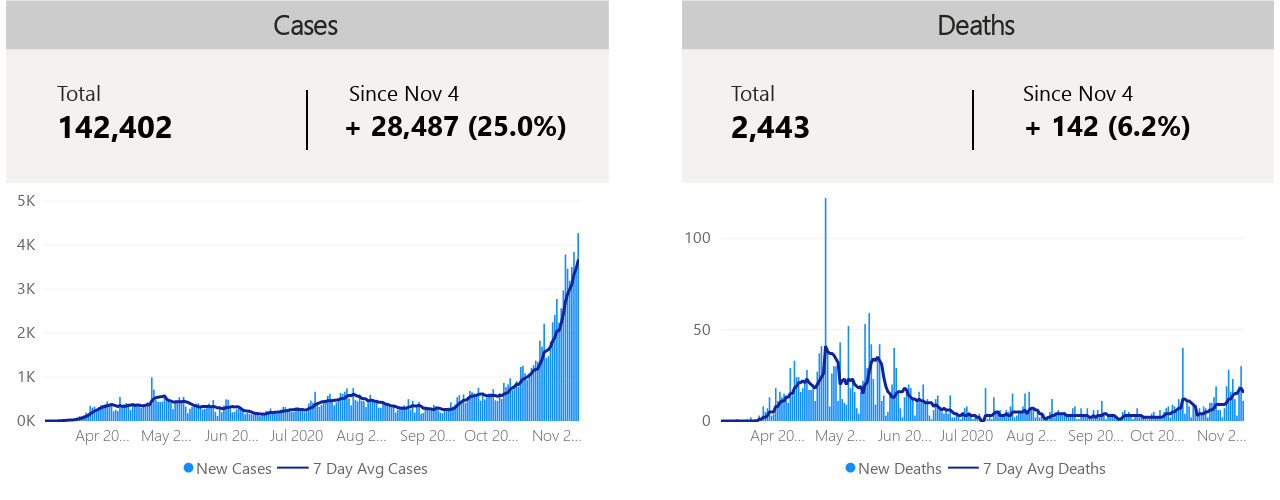 Cases
Total
142,402
Since Nov 4
+ 28,487 (25.0%)
5K
4K
3K
2K
1K
0K
Apr 20... May 2... Jun 20... Jul 2020 Aug 2... Sep 20... Oct 20... Nov 2...
New Cases 7 Day Avg Cases
Deaths
Total
2,443
Since Nov 4
+ 142 (6.2%)
100
50
0
Apr 20... May 2... Jun 20... Jul 2020 Aug 2... Sep 20... Oct 20... Nov 2...
New Deaths 7 Day Avg Deaths